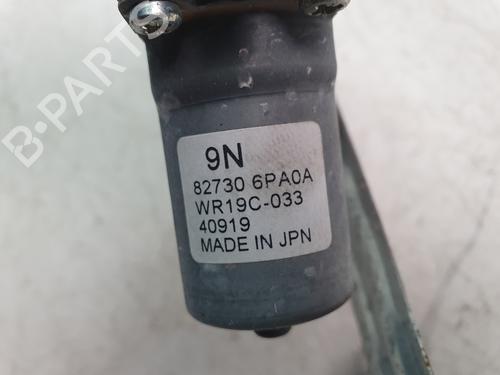 9N
82730 6PA0A
WR19C-033
40919
MADE IN JPN
B-PARTS